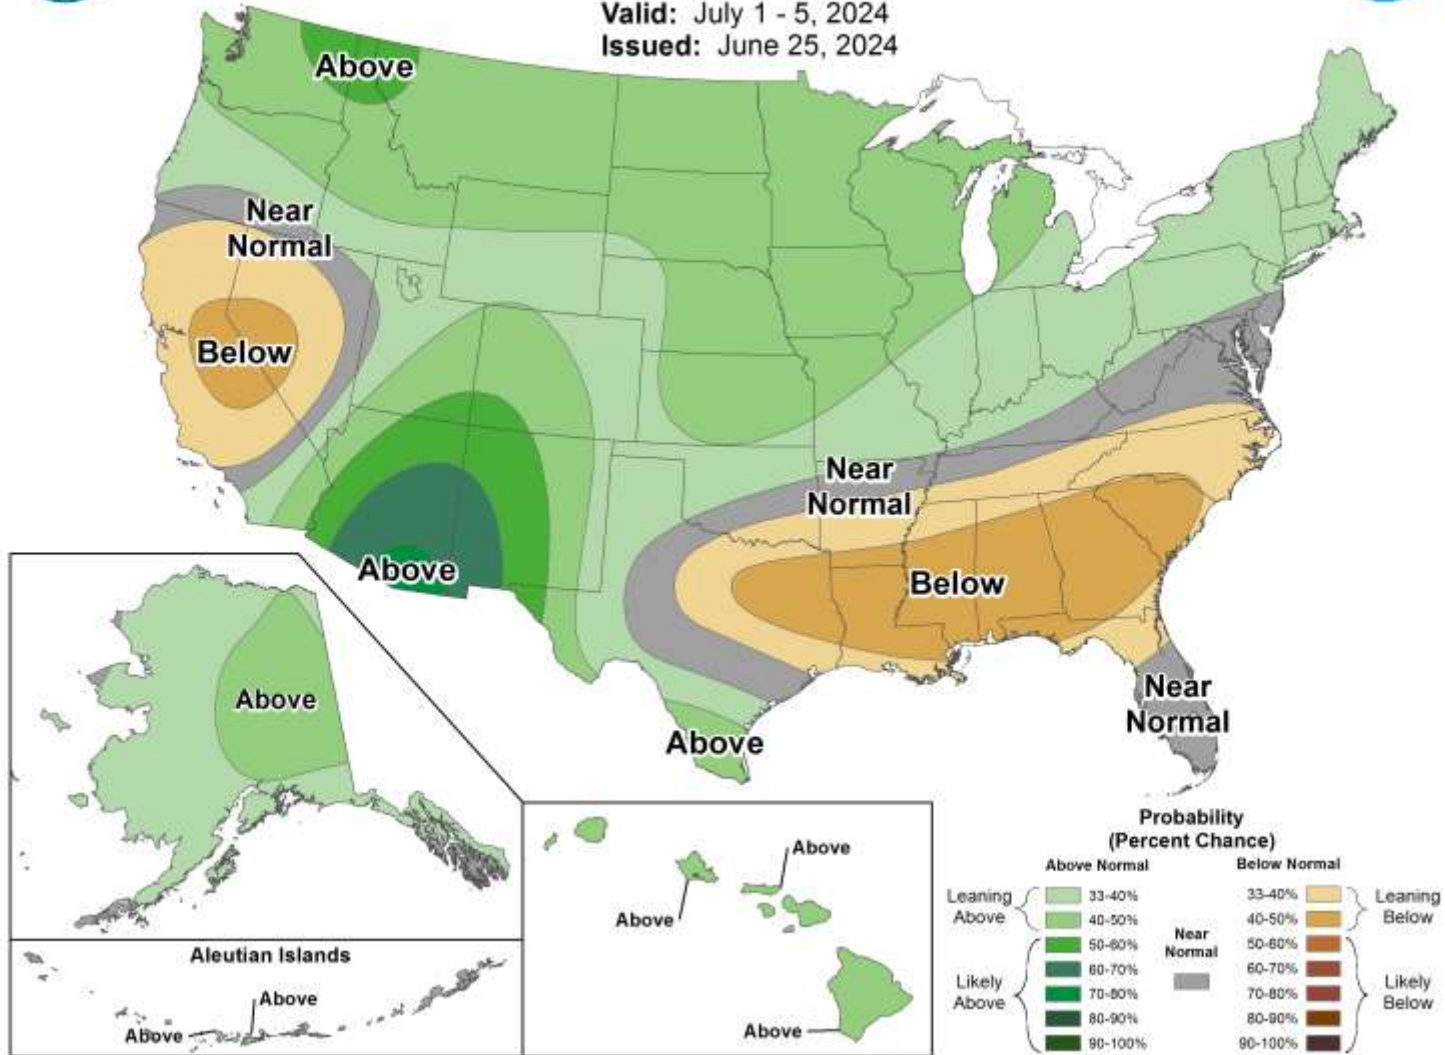 Valid: July 1 - 5, 2024
Issued: June 25, 2024
Above
Near
Normal
Below
Near
Normal
Above
Below
Near
Normal
Above
Above
Aleutian Islands
Above
Above
Above
Above
Above
Probability
(Percent Chance)
Above Normal
Below Normal
Leaning
Above
33-40%
40-50%
Likely
Above
50-60%
60-70%
70-80%
80-90%
90-100%
Near
Normal
33-40%
40-50%
Leaning
Below
50-60%
60-70%
70-80%
80-90%
90-100%
Likely
Below